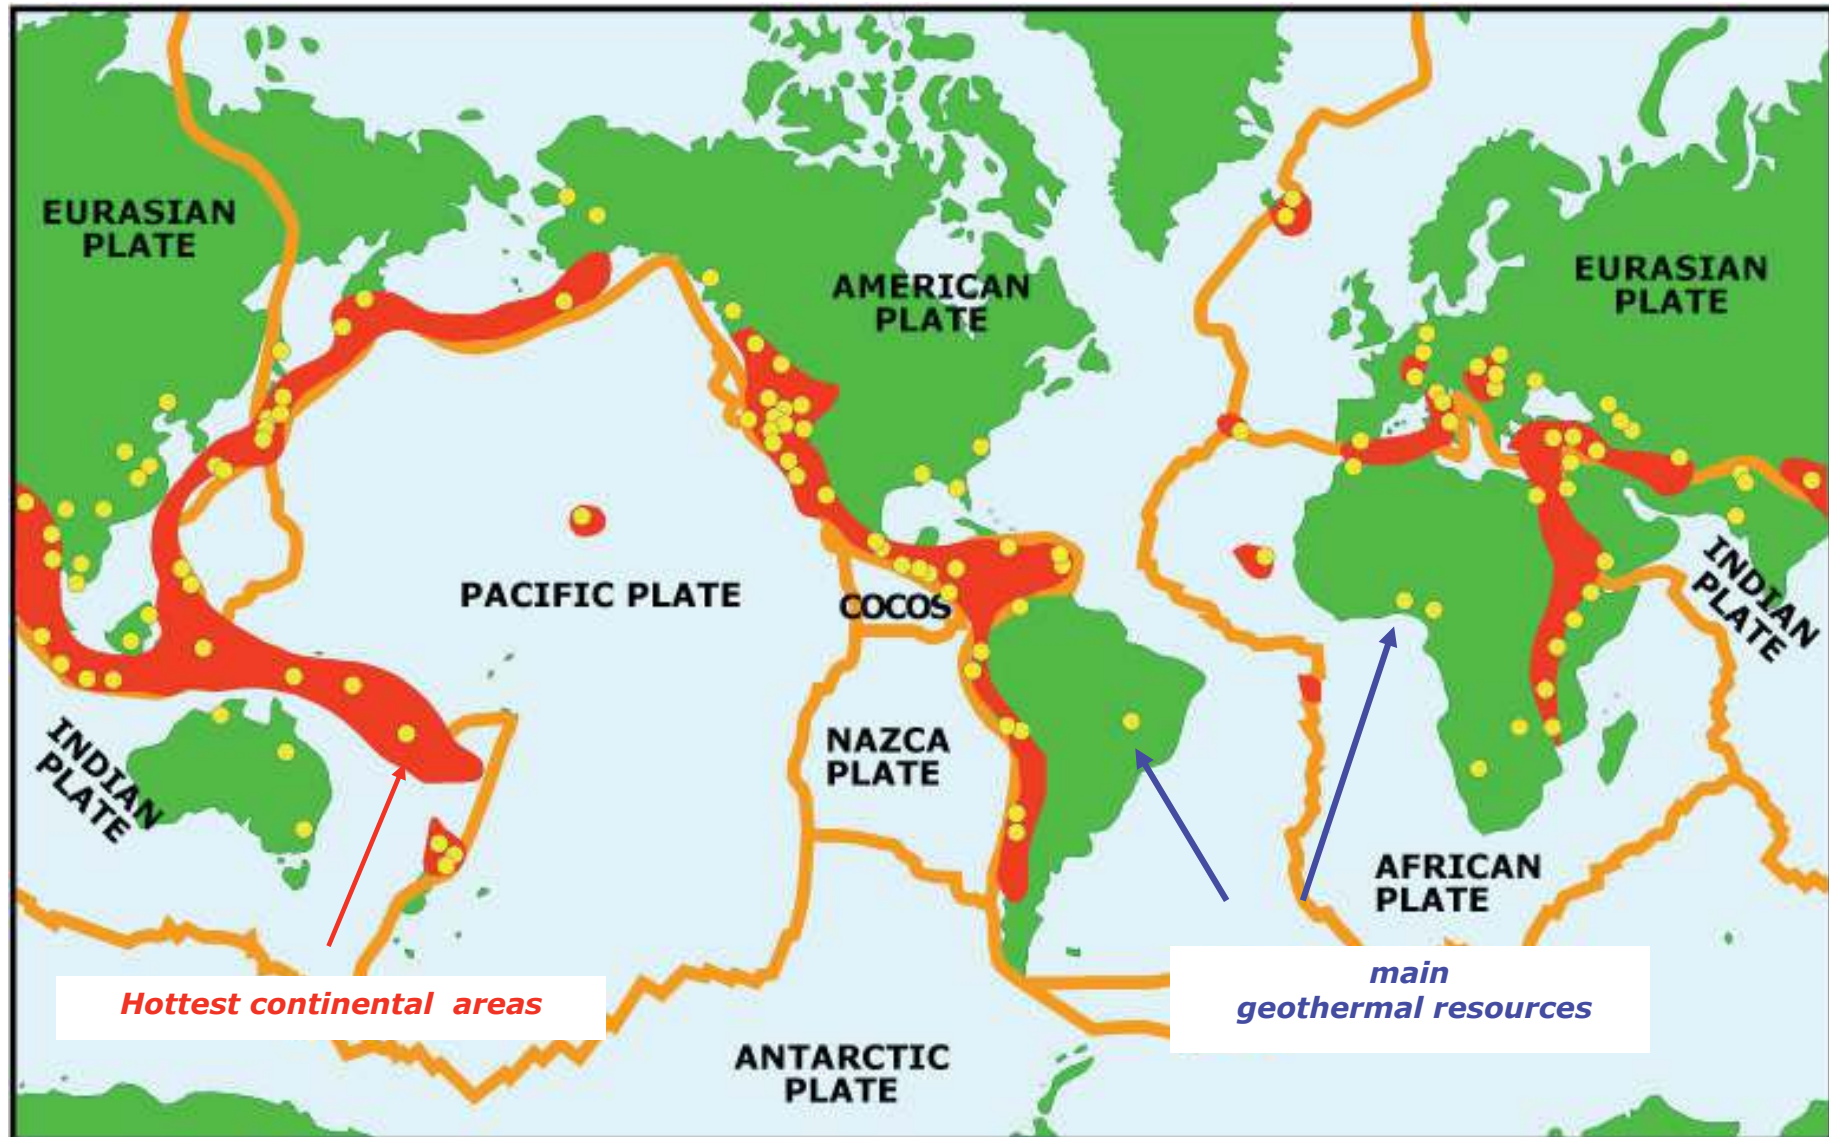 EURASIAN
PLATE
AMERICAN
PLATE
EURASIAN
PLATE
PACIFIC PLATE
COCOS
INDIAN
PLATE
INDIAN
PLATE
NAZCA
PLATE
AFRICAN
PLATE
Hottest continental areas
main
geothermal resources
ANTARCTIC
PLATE